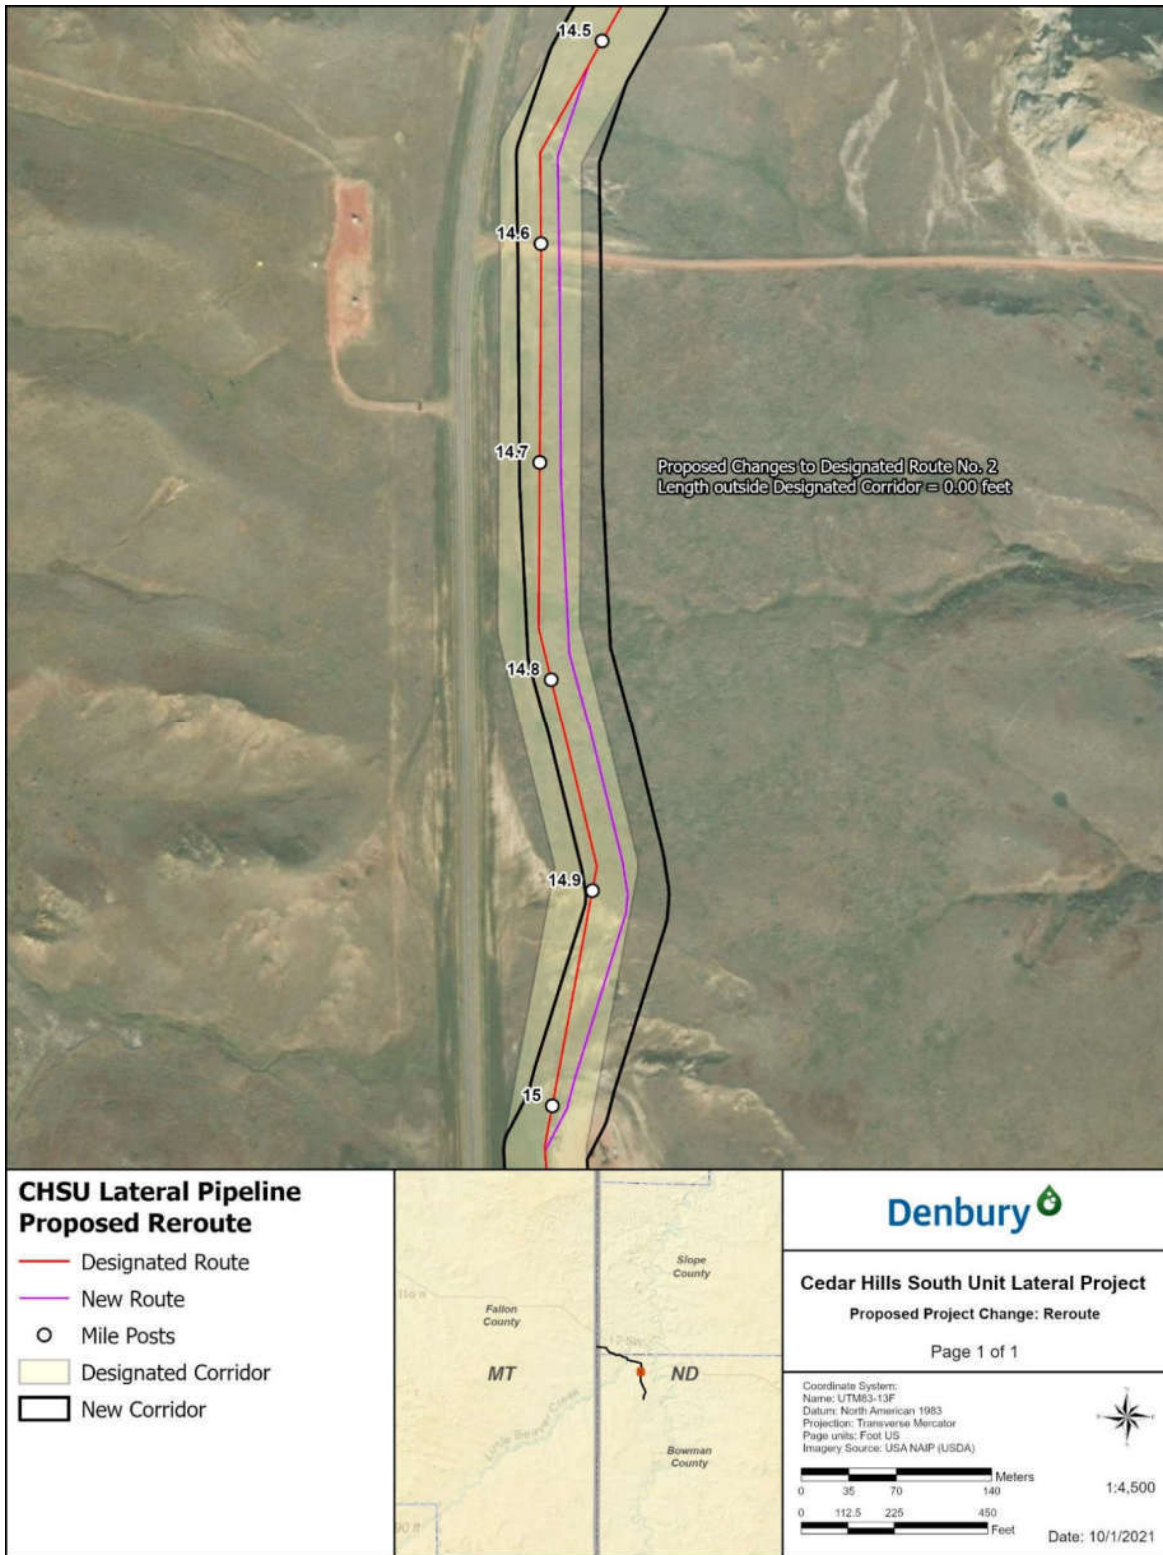 14.5
14.6
14.7
Proposed Changes to Designated Route No. 2
Length outside Designated Corridor = 0.00 feet
14.8
14.9
15
CHSU Lateral Pipeline
Proposed Reroute
Designated Route
New Route
Mile Posts
Designated Corridor
New Corridor
Slope
County
Fallon
County
MT
ND
Little Beaver Creek
Bowman
County
Denbury
Cedar Hills South Unit Lateral Project
Proposed Project Change: Reroute
Page 1 of 1
Coordinate System:
Name: UTM83-13F
Datum: North American 1983
Projection: Transverse Mercator
Page units: Foot US
Imagery Source: USA NAIP (USDA)
Meters
0 35 70 140
1:4,500
0 112.5 225 450
Feet
Date: 10/1/2021